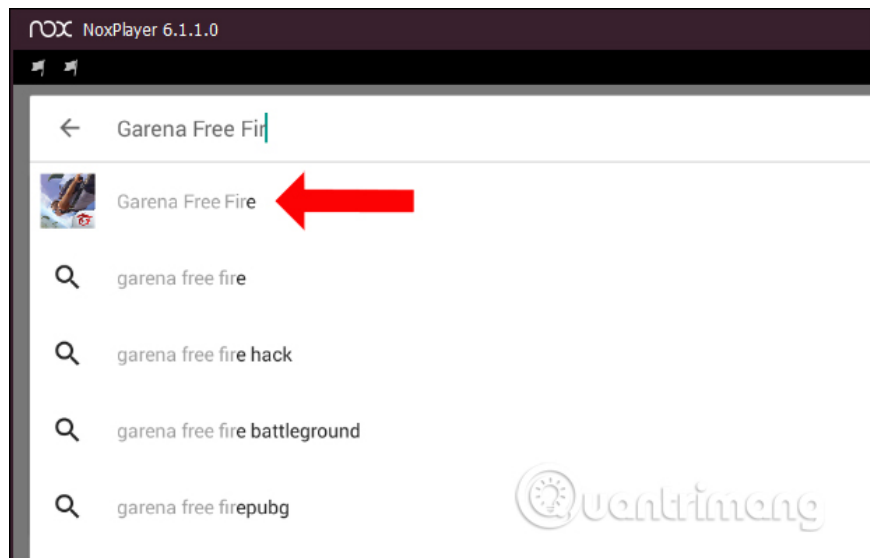 nox NoxPlayer 6.1.1.0
Garena Free Fir
Garena Free Fire
garena free fire
garena free fire hack
garena free fire battleground
garena free firepubg
Quantrimang